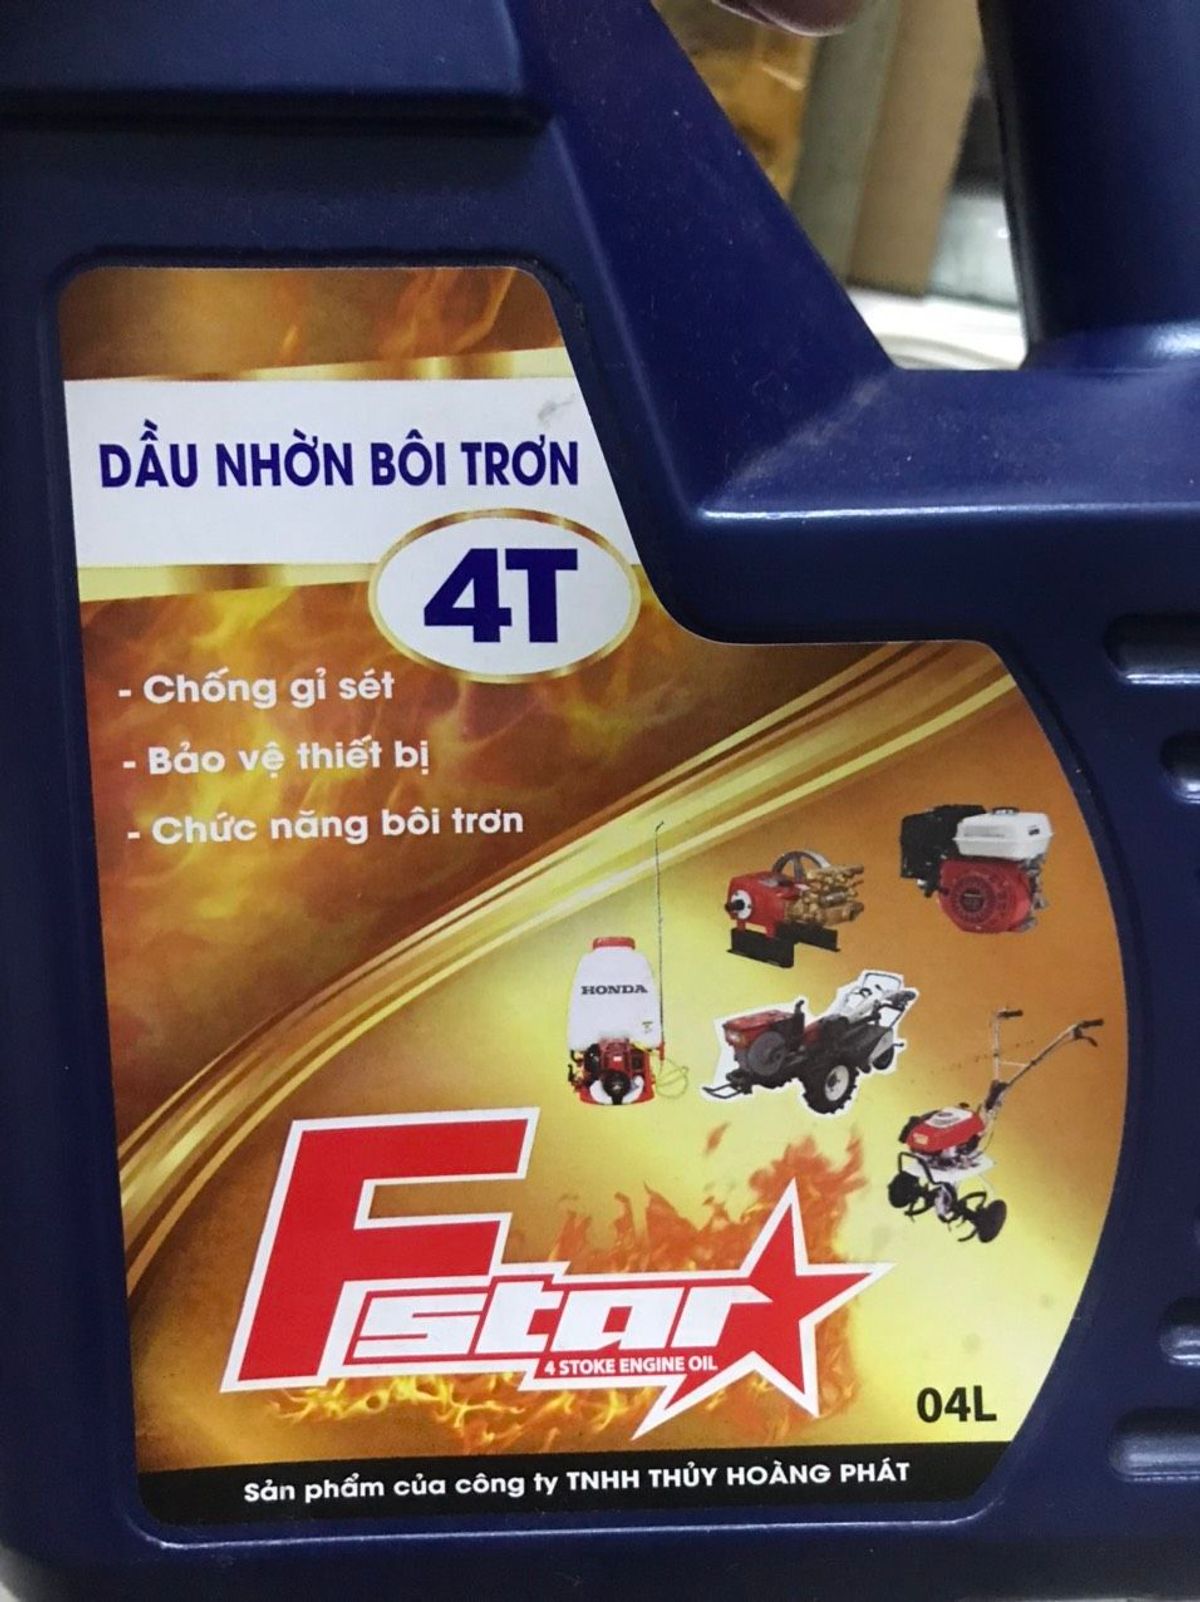 DẦU NHỜN BÔI TRƠN
4T
- Chống gỉ sét
- Bảo vệ thiết bị
- Chức năng bôi trơn
HONDA
Fstar
4 STOKE ENGINE OIL
04L
Sản phẩm của công ty TNHH THỦY HOÀNG PHÁT